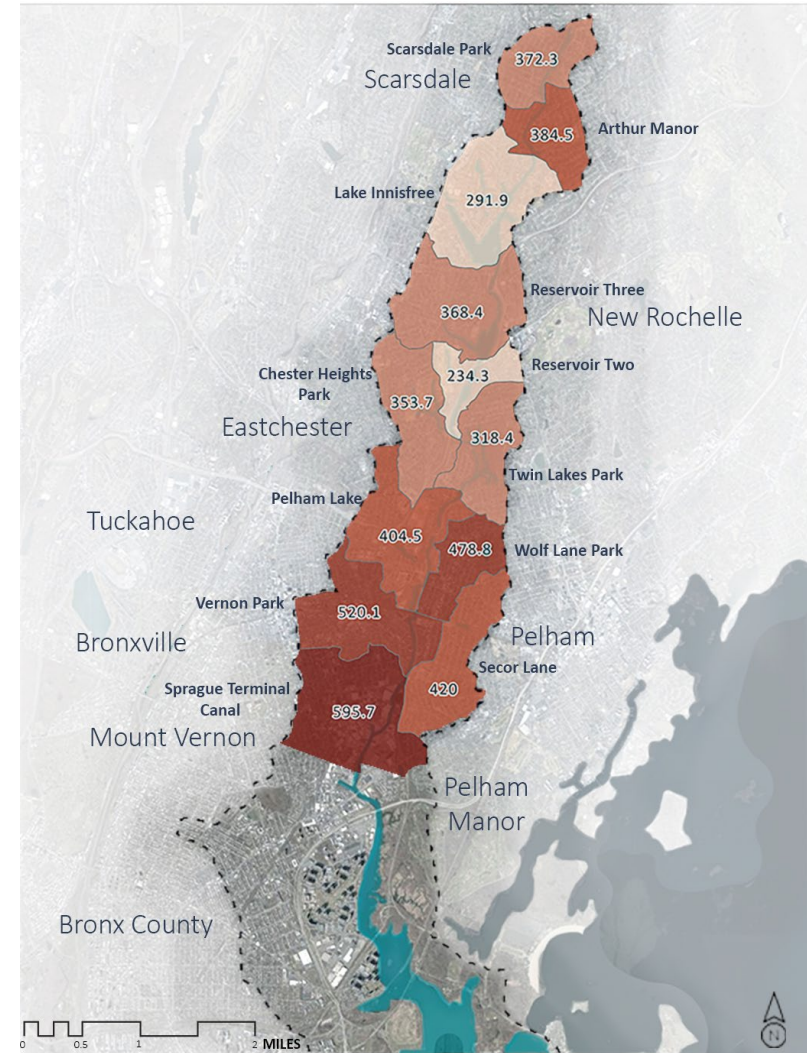 Scarsdale Park
372.3
Scarsdale
384.5
Arthur Manor
Lake Innisfree
291.9
Reservoir Three
368.4
New Rochelle
Reservoir Two
Chester Heights
Park
234.3
353.7
Eastchester
318.4
Twin Lakes Park
Pelham Lake
Tuckahoe
404.5
478.8
Wolf Lane Park
Vernon Park
520.1
Bronxville
Pelham
Secor Lane
Sprague Terminal
Canal
420
595.7
Mount Vernon
Pelham
Manor
Bronx County
N
0 0.5 1 2 MILES